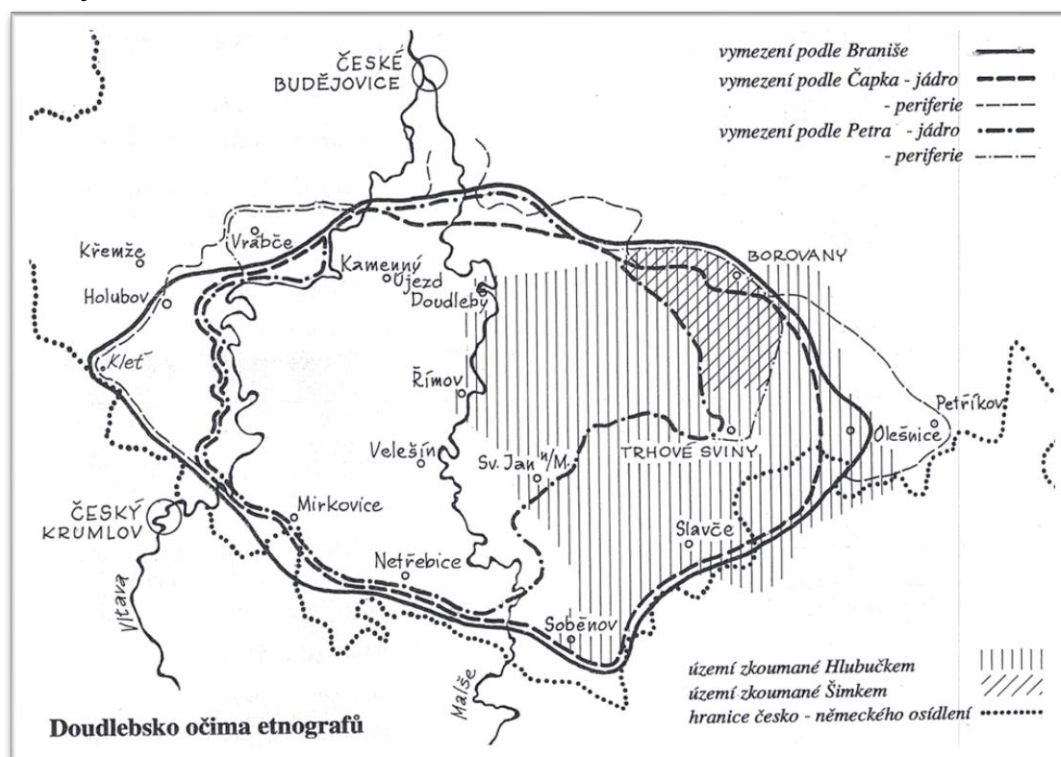 ČESKÉ
BUDĚJOVICE
vymezení podle Braniše
vymezení podle Čapka - jádro
- periferie
vymezení podle Petra - jádro
- periferie
Křemže
Vrábče
Kamenný
Újezd
Holubov
Doudleby
BOROVANY
Kleť
Římov
Petříkov
Olešnice
TRHOVÉ SVINY
Velešín
Sv. Jan n/M.
ČESKÝ
KRUMLOV
Mirkovice
Slavče
Netřebice
Vltava
Soběnov
Malše
území zkoumané Hlubučkem
území zkoumané Šimkem
hranice česko - německého osídlení
Doudlebsko očima etnografů